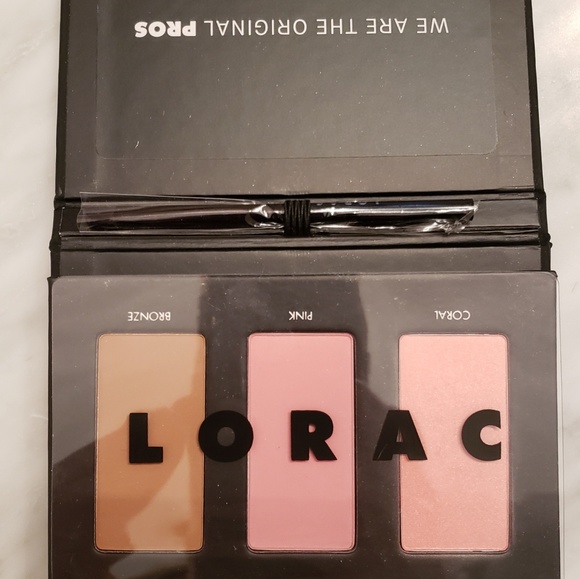 WE ARE THE ORIGINAL PROS
BRONZE PINK CORAL
LORAC